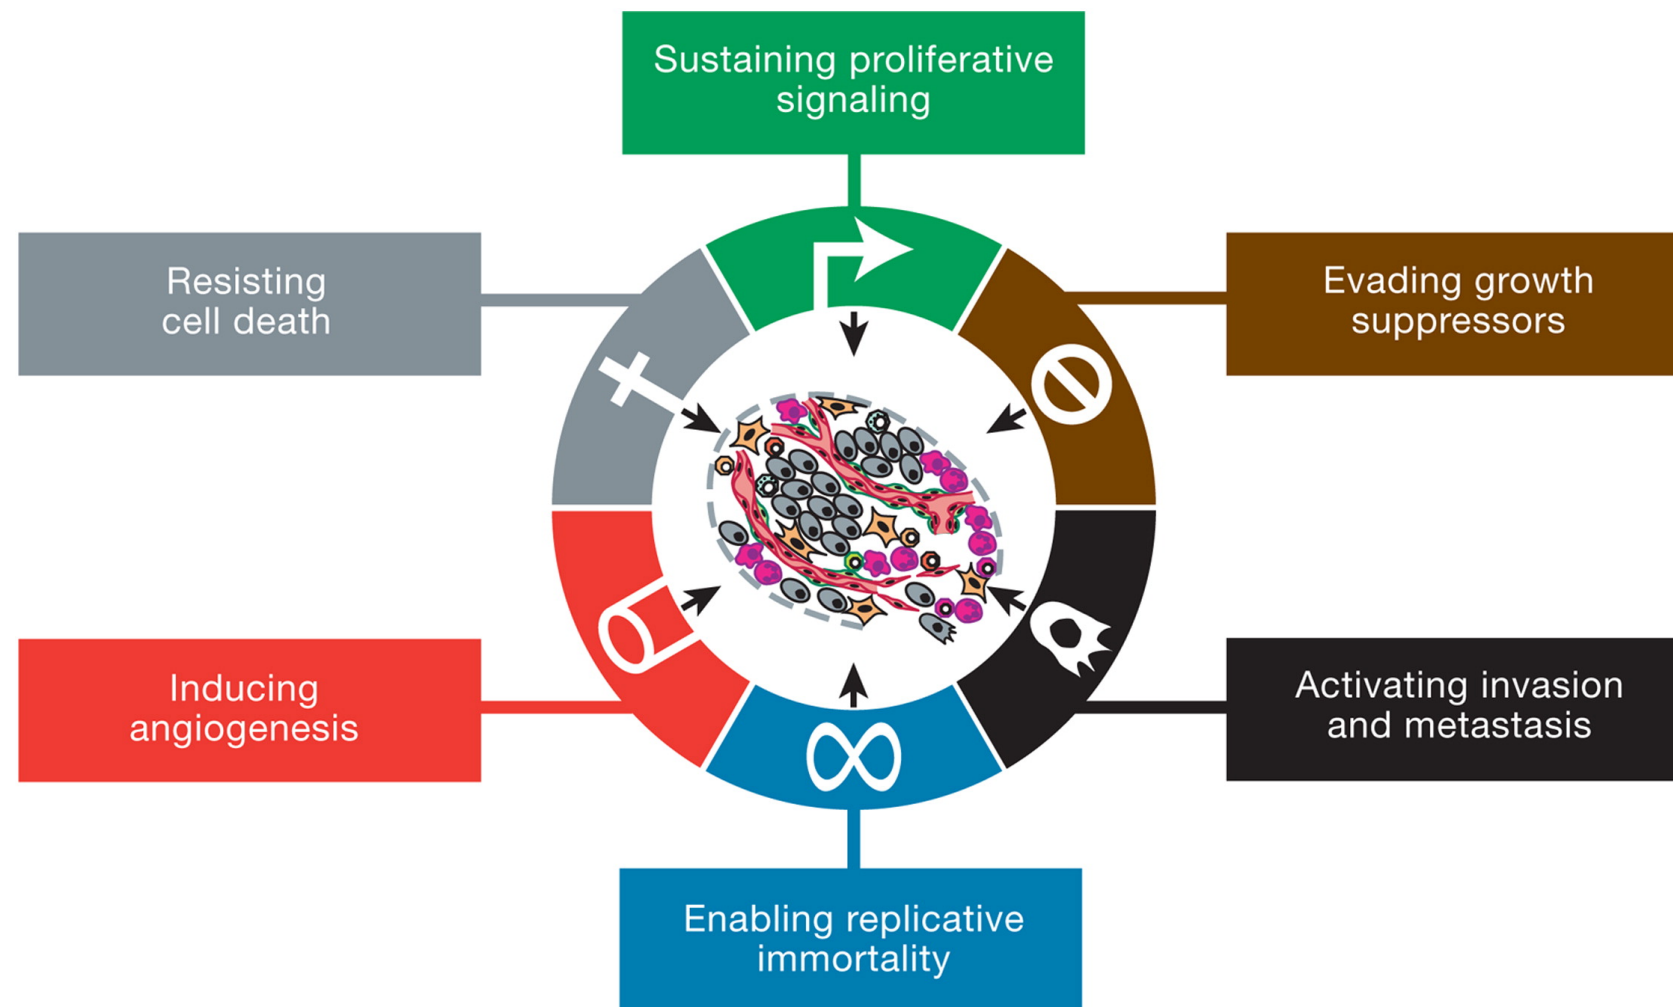 Sustaining proliferative
signaling
Resisting
cell death
Evading growth
suppressors
Inducing
angiogenesis
Activating invasion
and metastasis
Enabling replicative
immortality